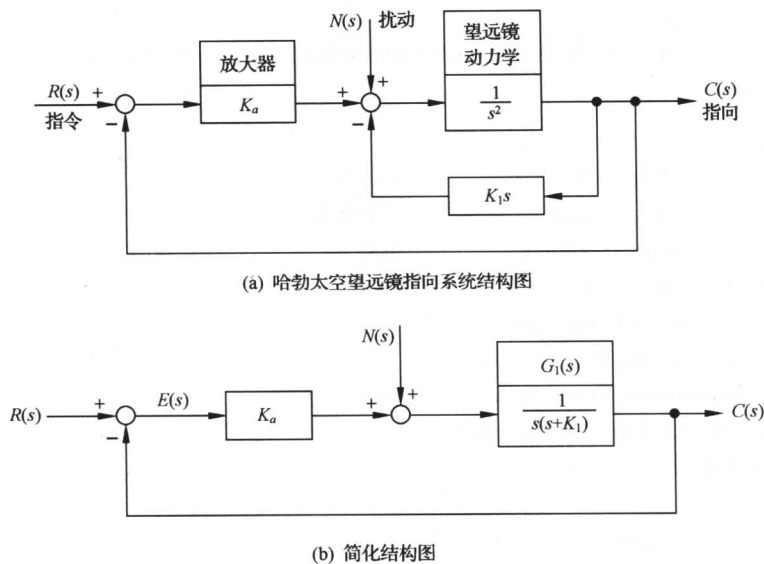 N(s) 扰动
望远镜
动力学
放大器
R(s)
指令
+
−
K_a
+
+
−
1/s²
C(s)
指向
K₁s
(a) 哈勃太空望远镜指向系统结构图
N(s)
G₁(s)
R(s)
+
−
E(s)
K_a
+
+
1/s(s+K₁)
C(s)
(b) 简化结构图